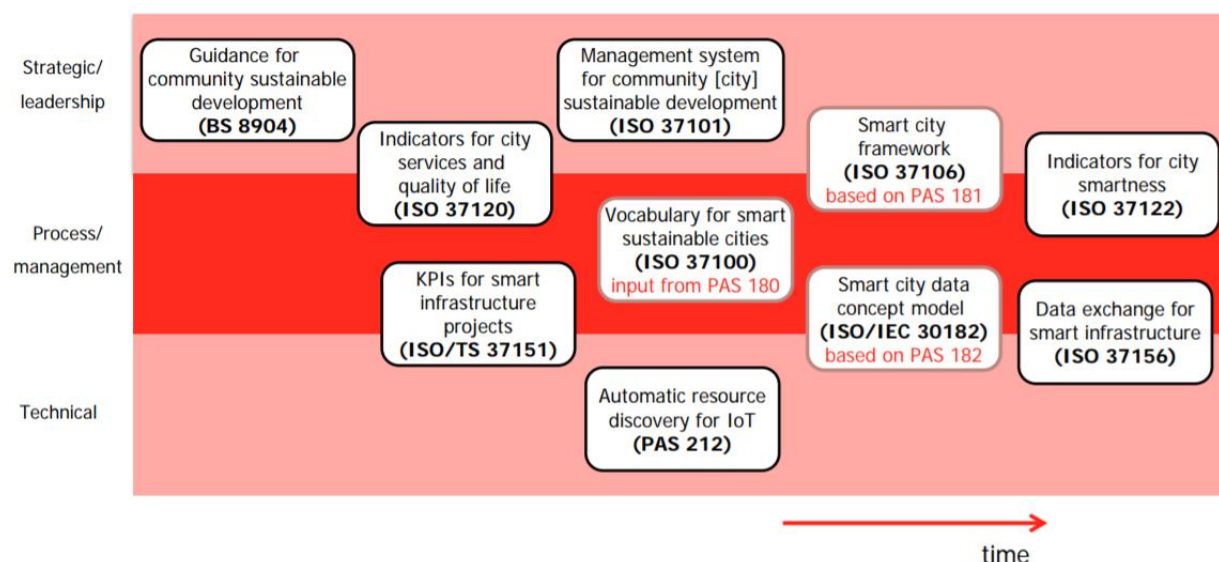 Strategic/
leadership
Guidance for
community sustainable
development
(BS 8904)
Indicators for city
services and
quality of life
(ISO 37120)
Management system
for community [city]
sustainable development
(ISO 37101)
Smart city
framework
(ISO 37106)
based on PAS 181
Indicators for city
smartness
(ISO 37122)
Process/
management
Vocabulary for smart
sustainable cities
(ISO 37100)
input from PAS 180
KPIs for smart
infrastructure
projects
(ISO/TS 37151)
Smart city data
concept model
(ISO/IEC 30182)
based on PAS 182
Data exchange for
smart infrastructure
(ISO 37156)
Technical
Automatic resource
discovery for IoT
(PAS 212)
time